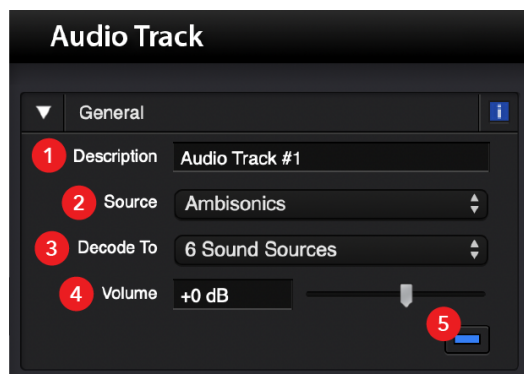 Audio Track
General i
1 Description Audio Track #1
2 Source Ambisonics
3 Decode To 6 Sound Sources
4 Volume +0 dB
5